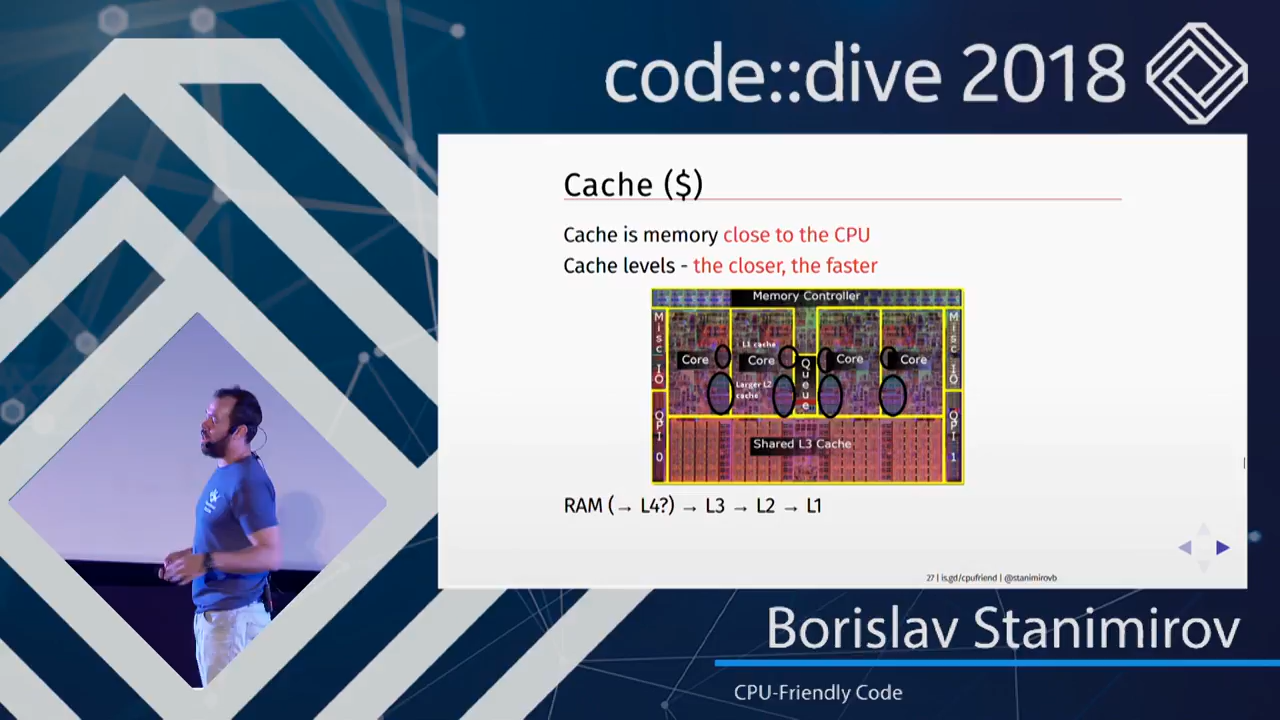 code::dive 2018
Cache ($)
Cache is memory close to the CPU
Cache levels - the closer, the faster
Memory Controller
Misc IO
QPI 0
Core
L1 cache
Core
Larger L2
cache
Queue
Core
Core
Misc IO
QPI 1
Shared L3 Cache
RAM (→ L4?) → L3 → L2 → L1
27 | is.gd/cpufriend | @stanimirovb
Borislav Stanimirov
CPU-Friendly Code